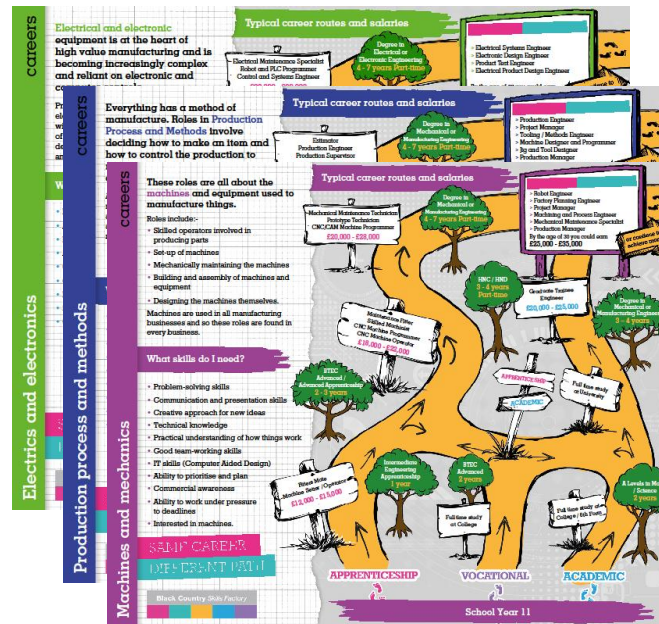 careers
Electrical and electronic
equipment is at the heart of
high value manufacturing and is
becoming increasingly complex
and reliant on electronic and
Electrics and electronics
Typical career routes and salaries
Electrical Maintenance Specialist
Robot and PLC Programmer
Control and Systems Engineer
Degree in
Electrical or
Electronic Engineering
4 - 7 years Part-time
> Electrical Systems Engineer
> Electronic Design Engineer
> Product Test Engineer
> Electrical Product Design Engineer
careers
Everything has a method of
manufacture. Roles in Production
Process and Methods involve
deciding how to make an item and
how to control the production to
Production process and methods
Typical career routes and salaries
Estimator
Production Engineer
Production Supervisor
Degree in
Mechanical or
Manufacturing Engineering
4 - 7 years Part-time
> Production Engineer
> Project Manager
> Tooling / Methods Engineer
> Machine Designer and Programmer
> Jig and Tool Designer
> Production Manager
careers
These roles are all about the
machines and equipment used to
manufacture things.
Roles include:-
• Skilled operators involved in
producing parts
• Set-up of machines
• Mechanically maintaining the machines
• Building and assembly of machines and
equipment
• Designing the machines themselves.
Machines are used in all manufacturing
businesses and so these roles are found in
every business.
What skills do I need?
• Problem-solving skills
• Communication and presentation skills
• Creative approach for new ideas
• Technical knowledge
• Practical understanding of how things work
• Good team-working skills
• IT skills (Computer Aided Design)
• Ability to prioritise and plan
• Commercial awareness
• Ability to work under pressure
to deadlines
• Interested in machines.
SAME CAREER
DIFFERENT PATH
Black Country Skills Factory
Machines and mechanics
Typical career routes and salaries
Mechanical Maintenance Technician
Prototype Technician
CNC/CAM Machine Programmer
£20,000 - £28,000
Degree in
Mechanical or
Manufacturing Engineering
4 - 7 years Part-time
> Robot Engineer
> Factory Planning Engineer
> Project Manager
> Machining and Process Engineer
> Mechanical Maintenance Specialist
> Production Manager
By the age of 30 you could earn
£25,000 - £35,000
or continue to
achieve more
HNC / HND
3 - 4 years
Part-time
Graduate Trainee
Engineer
£20,000 - £25,000
Degree in
Mechanical or
Manufacturing Engineering
3 - 4 years
Maintenance Fitter
Skilled Machinist
CNC Machine Programmer
CNC Machine Operator
£18,000 - £22,000
BTEC
Advanced /
Advanced Apprenticeship
2 - 3 years
APPRENTICESHIP
ACADEMIC
Full time study
at University
Fitters Mate
Machine Setter / Operator
£12,000 - £15,000
Intermediate
Engineering
Apprenticeship
1 year
BTEC
Advanced
2 years
Full time study
at College
Full time study at
College / 6th Form
A Levels in
/ Science
2 years
APPRENTICESHIP
VOCATIONAL
ACADEMIC
School Year 11